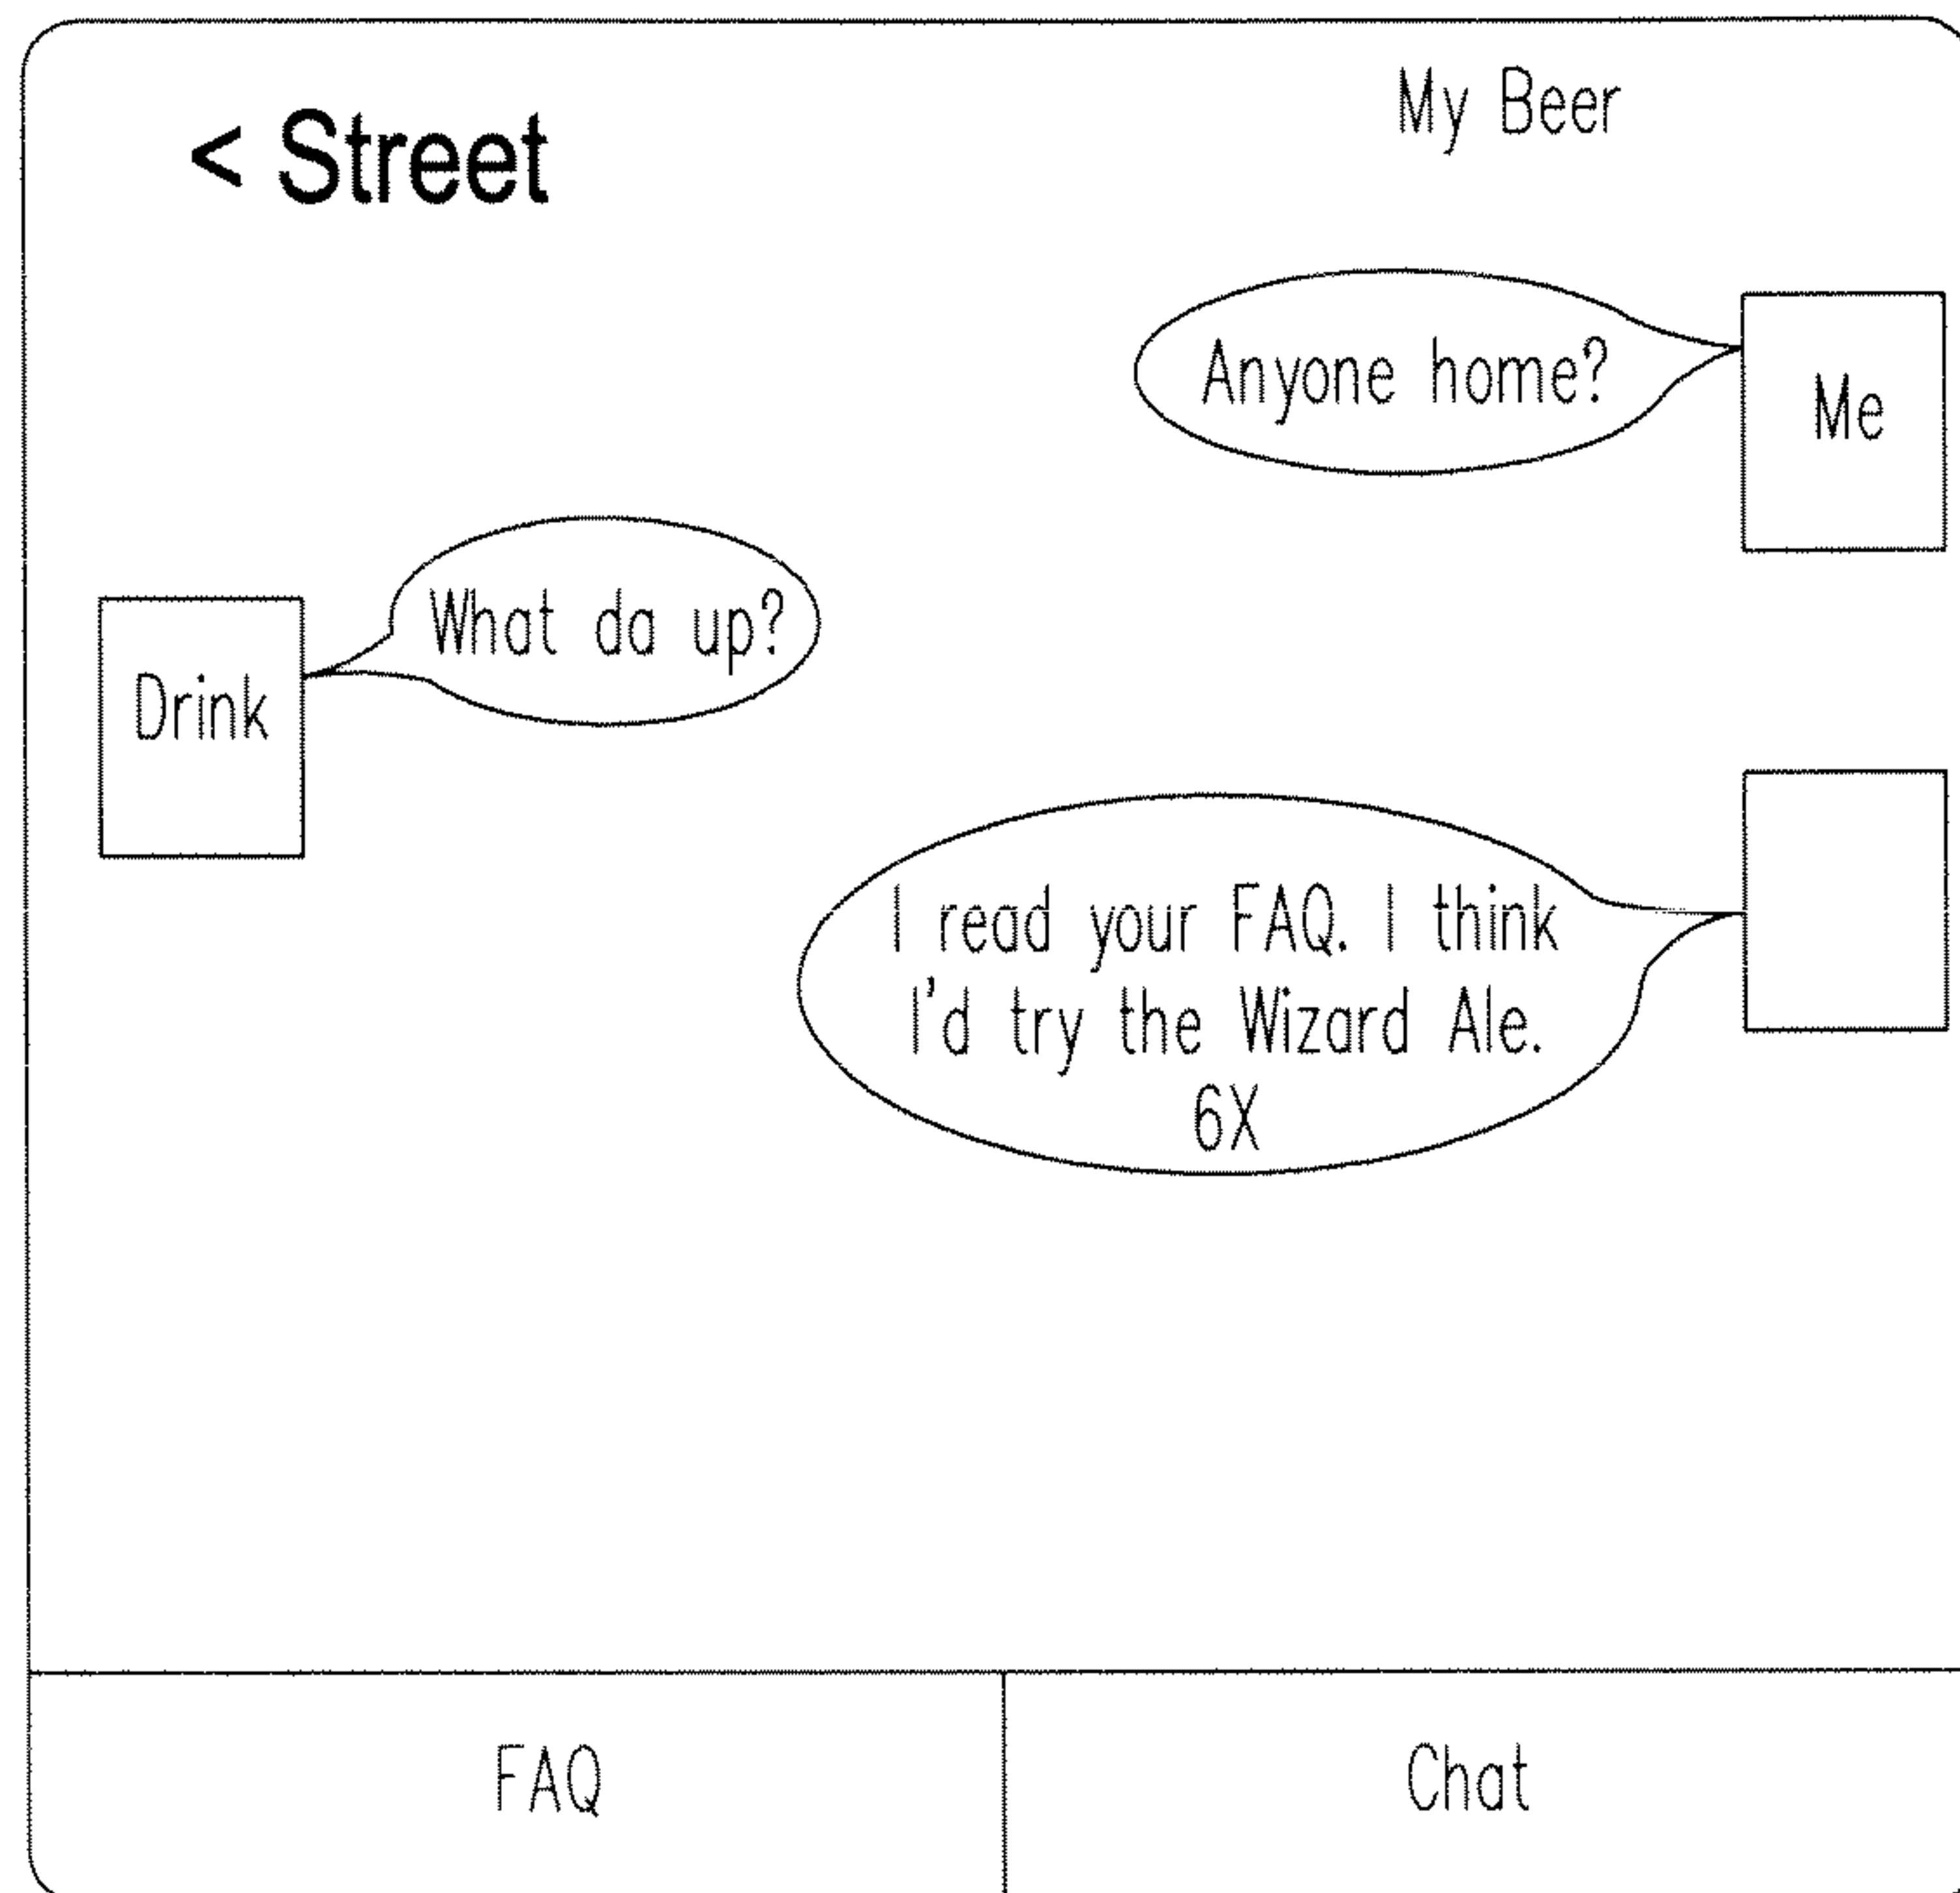 My Beer
< Street
Anyone home?
Me
What da up?
Drink
I read your FAQ. I think
I'd try the Wizard Ale.
6X
FAQ
Chat